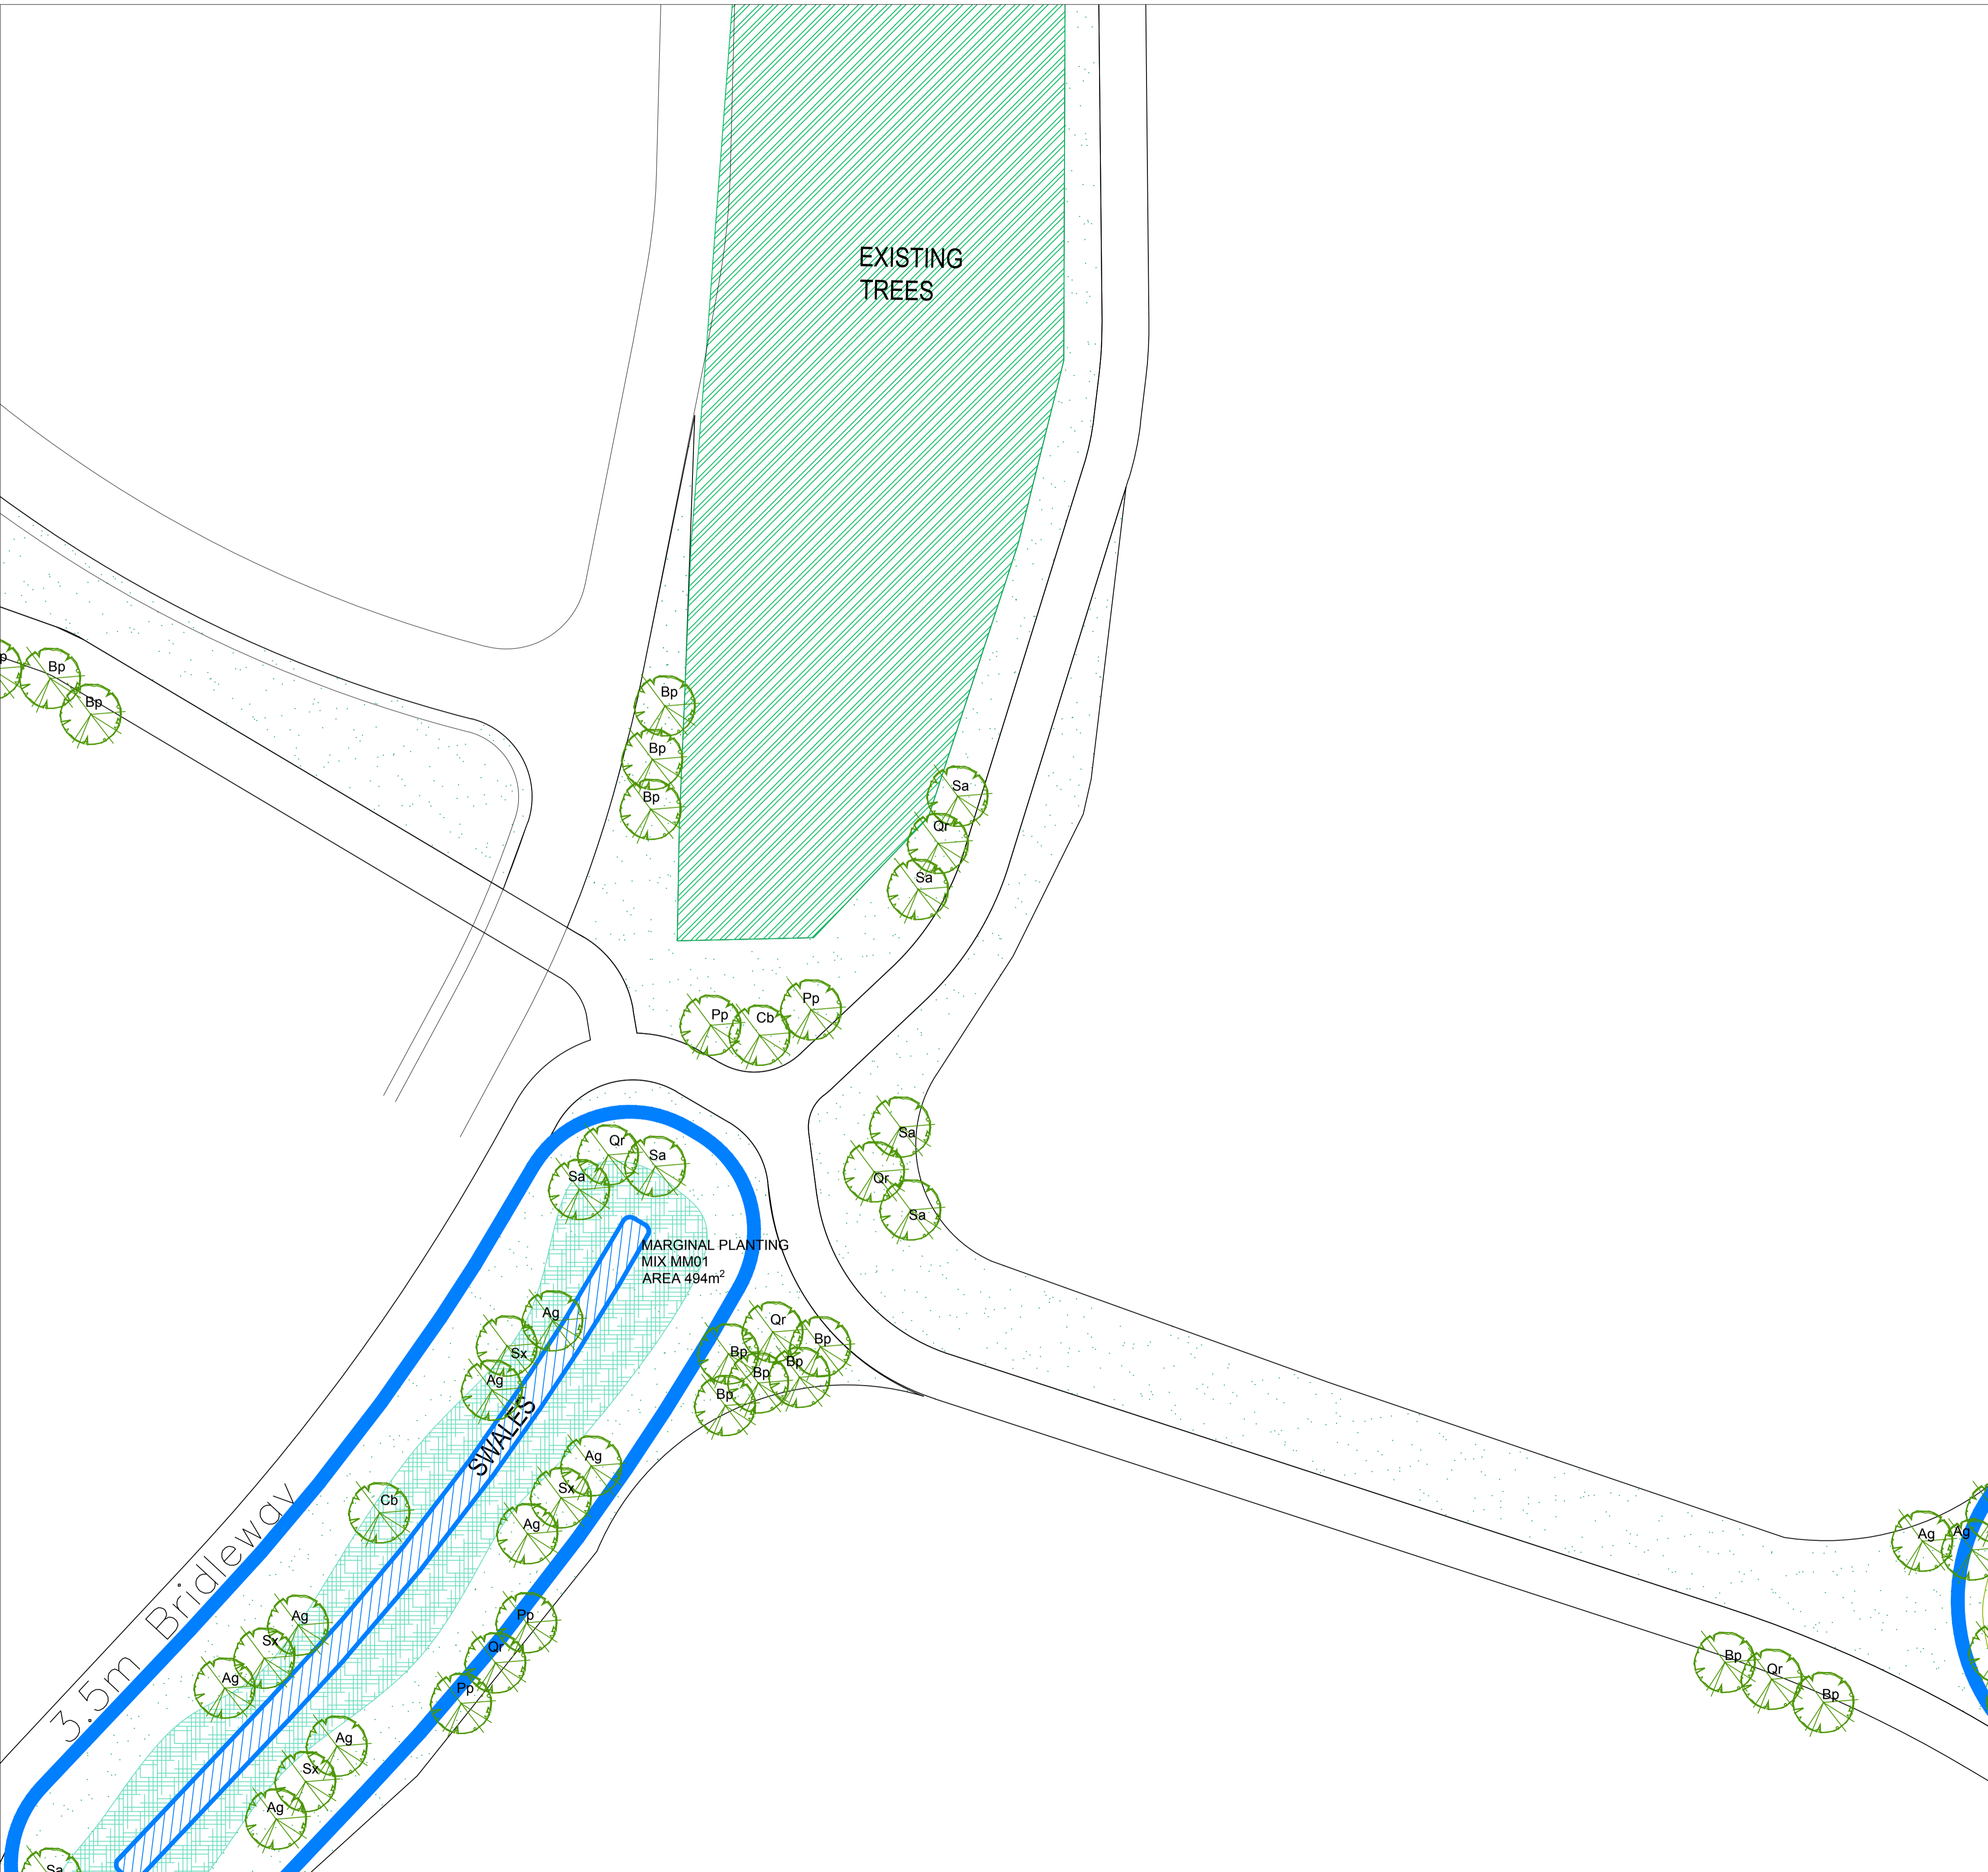 EXISTING
TREES
p
Bp
Bp
Bp
Bp
Bp
Sa
Qr
Sa
Pp
Cb
Pp
Sa
Qr
Sa
Qr
Sa
Sa
MARGINAL PLANTING
MIX MM01
AREA 494m²
Ag
Sx
Ag
Qr
Bp
Bp
Bp
Bp
Bp
SWALES
Ag
Sx
Ag
Cb
3.5m Bridleway
Ag
Sx
Ag
Pp
Qr
Pp
Ag
Sx
Ag
Sa
Ag
Ag
Bp
Qr
Bp